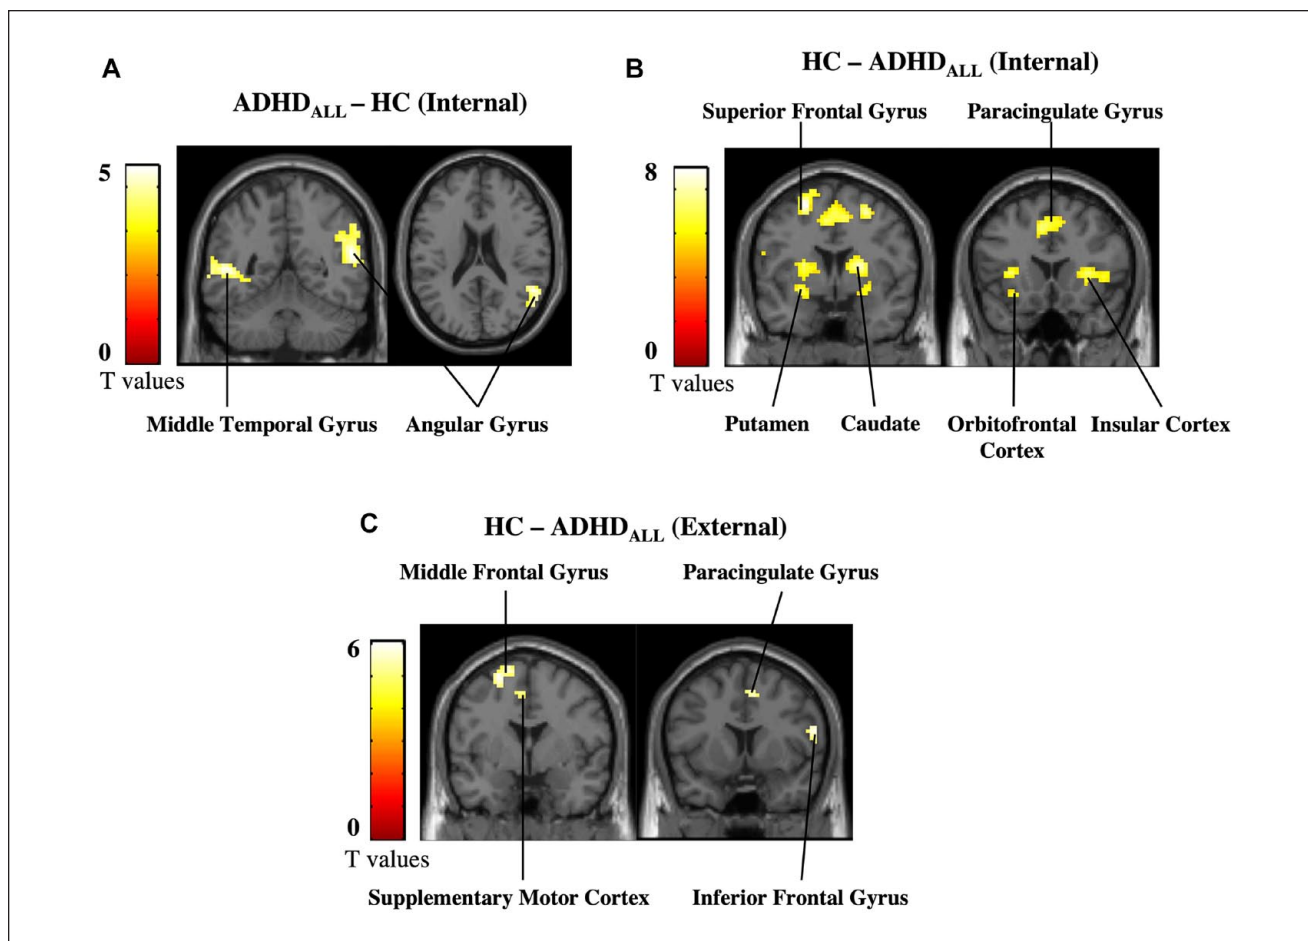 A
ADHDALL – HC (Internal)
5
0
T values
Middle Temporal Gyrus
Angular Gyrus
B
HC – ADHDALL (Internal)
Superior Frontal Gyrus
Paracingulate Gyrus
8
0
T values
Putamen
Caudate
Orbitofrontal
Cortex
Insular Cortex
C
HC – ADHDALL (External)
Middle Frontal Gyrus
Paracingulate Gyrus
6
0
T values
Supplementary Motor Cortex
Inferior Frontal Gyrus